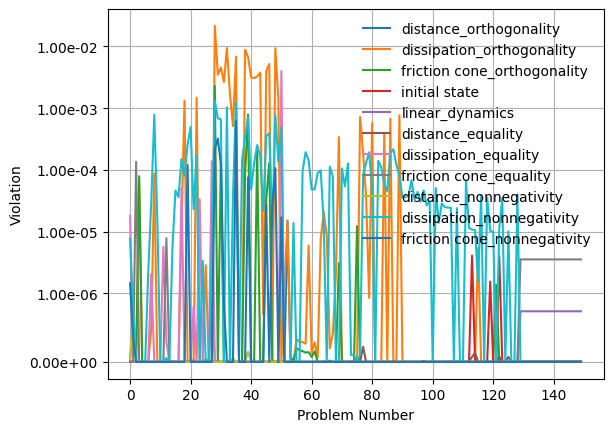 distance_orthogonality
dissipation_orthogonality
friction cone_orthogonality
initial state
linear_dynamics
distance_equality
dissipation_equality
friction cone_equality
distance_nonnegativity
dissipation_nonnegativity
friction cone_nonnegativity
1.00e-02
1.00e-03
1.00e-04
1.00e-05
1.00e-06
0.00e+00
Violation
0 20 40 60 80 100 120 140
Problem Number